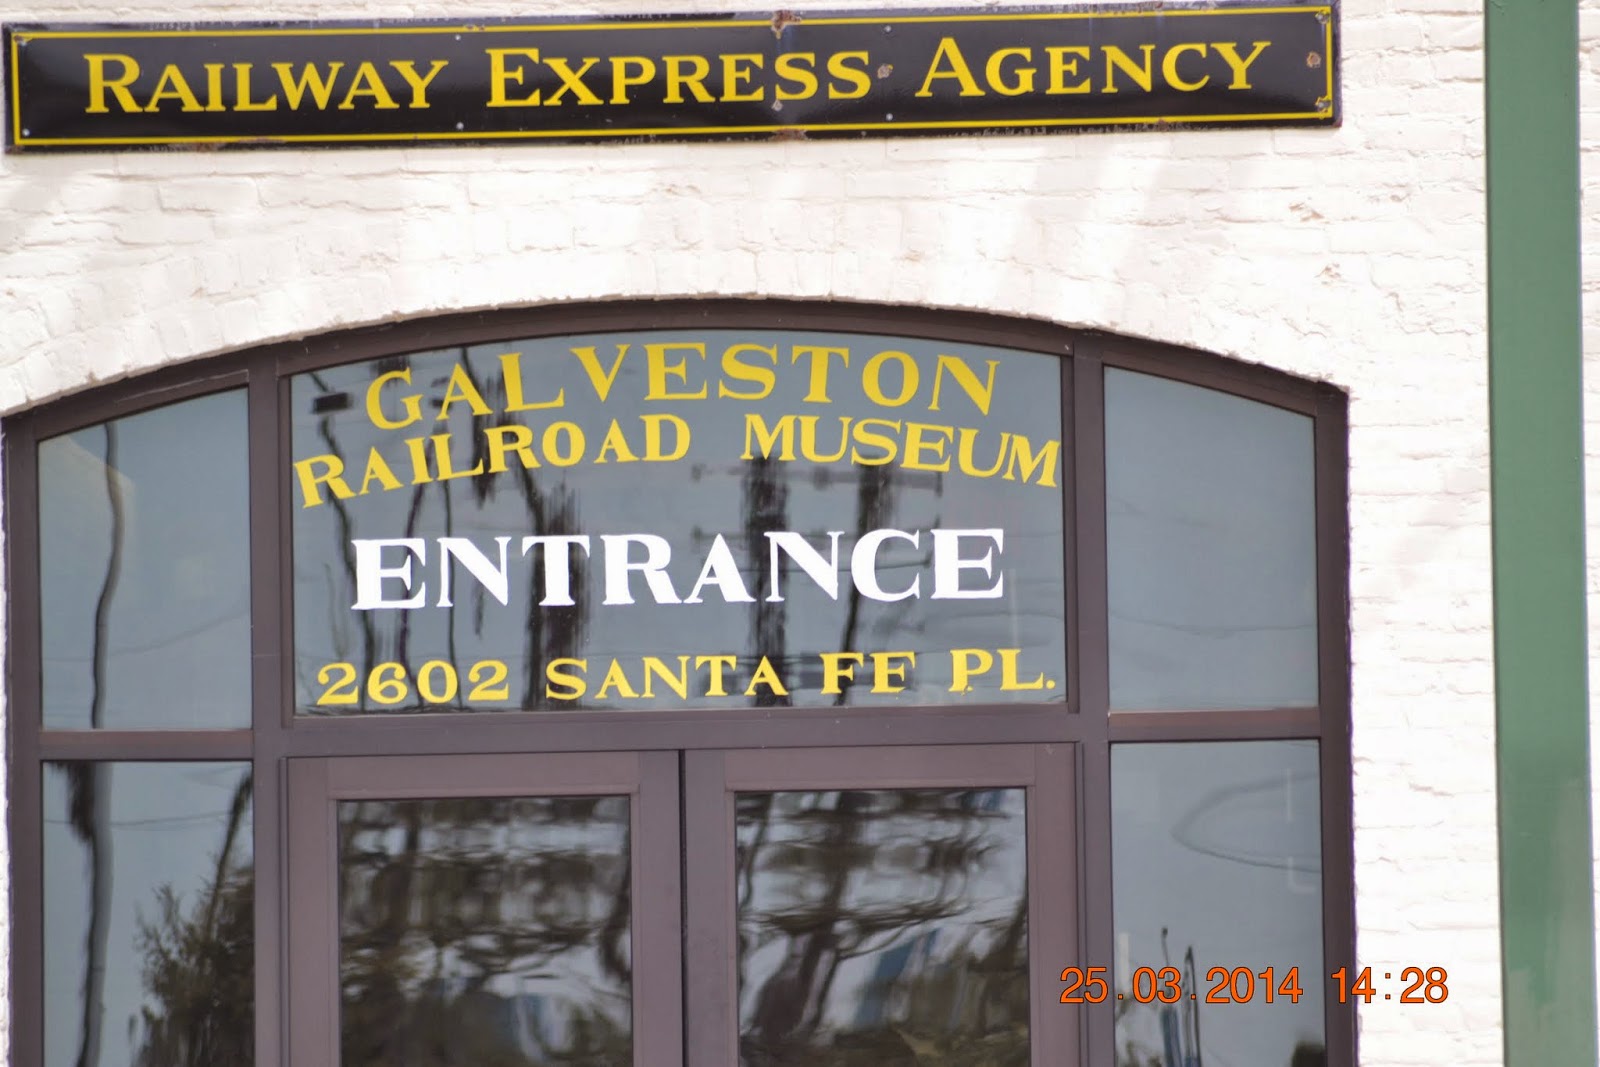 RAILWAY EXPRESS AGENCY
GALVESTON
RAILROAD MUSEUM
ENTRANCE
2602 SANTA FE PL.
25.03.2014 14:28